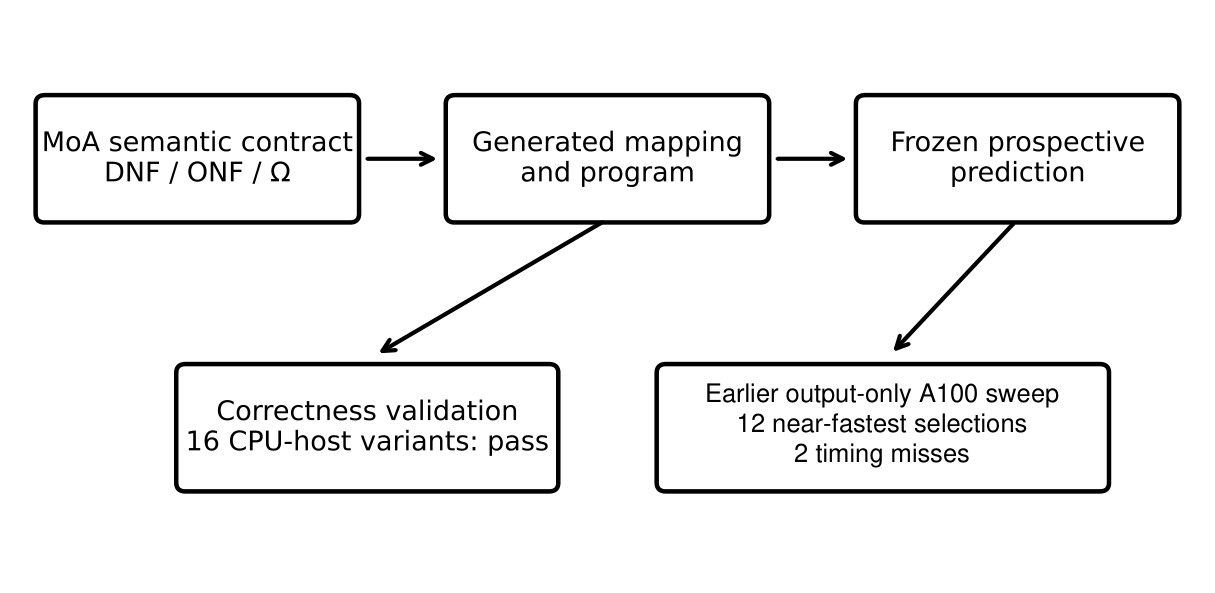 MoA semantic contract
DNF / ONF / Ω
Generated mapping
and program
Frozen prospective
prediction
Correctness validation
16 CPU-host variants: pass
Earlier output-only A100 sweep
12 near-fastest selections
2 timing misses